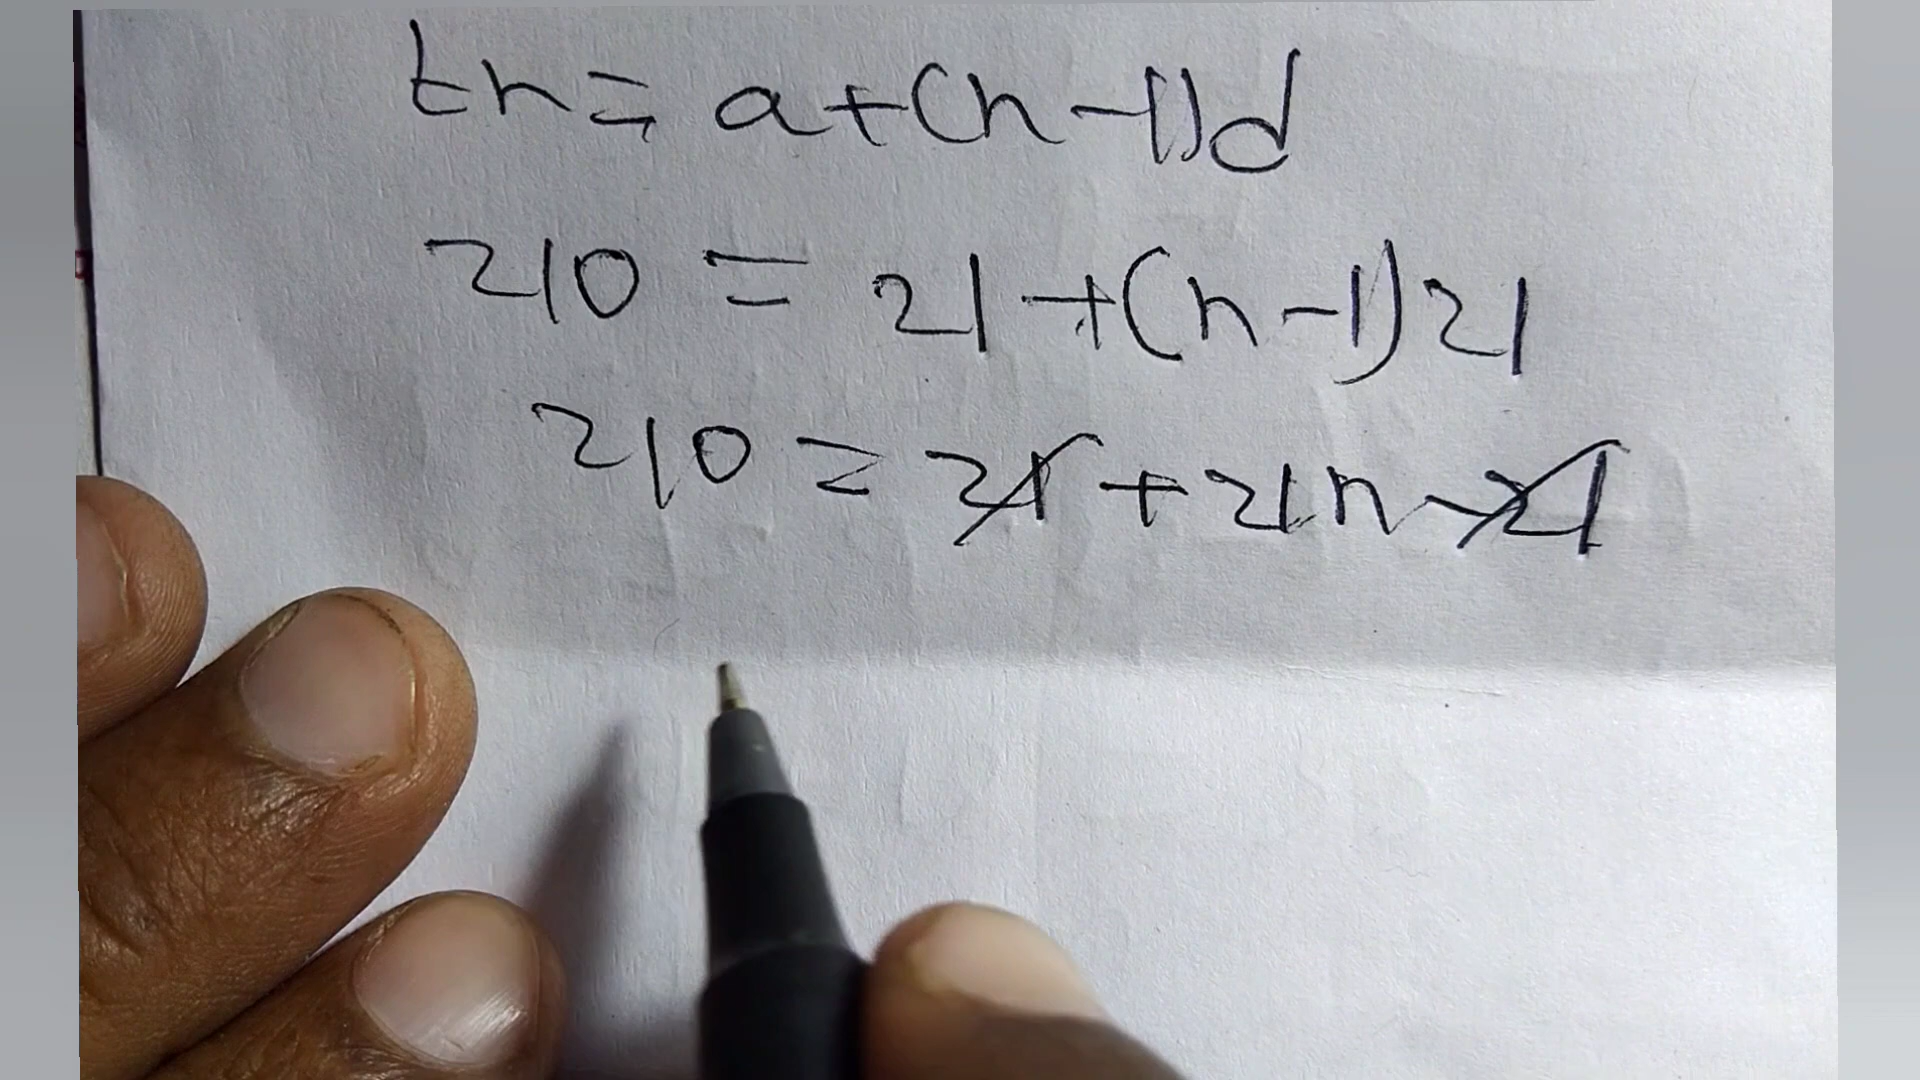 tn = a+(n-1)d
210 = 21+(n-1)21
210 = 21+21n-21